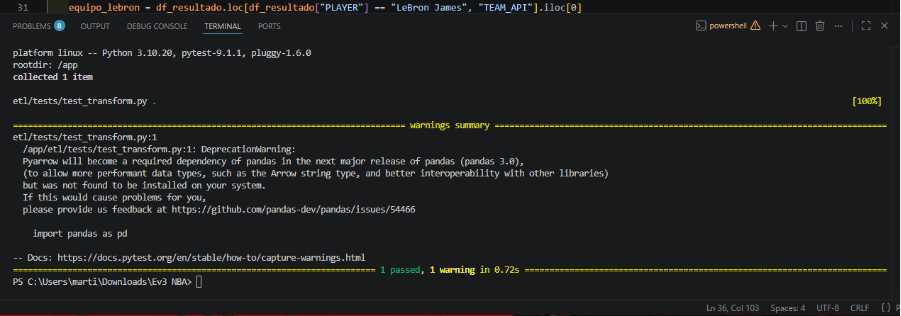 31 equipo_lebron = df_resultado.loc[df_resultado["PLAYER"] == "LeBron James", "TEAM_API"].iloc[0]
PROBLEMS 8 OUTPUT DEBUG CONSOLE TERMINAL PORTS powershell
platform linux -- Python 3.10.20, pytest-9.1.1, pluggy-1.6.0
rootdir: /app
collected 1 item
etl/tests/test_transform.py . [100%]
warnings summary
etl/tests/test_transform.py:1
/app/etl/tests/test_transform.py:1: DeprecationWarning:
Pyarrow will become a required dependency of pandas in the next major release of pandas (pandas 3.0),
(to allow more performant data types, such as the Arrow string type, and better interoperability with other libraries)
but was not found to be installed on your system.
If this would cause problems for you,
please provide us feedback at https://github.com/pandas-dev/pandas/issues/54466
import pandas as pd
-- Docs: https://docs.pytest.org/en/stable/how-to/capture-warnings.html
1 passed, 1 warning in 0.72s
PS C:\Users\marti\Downloads\Ev3 NBA>
Ln 36, Col 103 Spaces: 4 UTF-8 CRLF {}